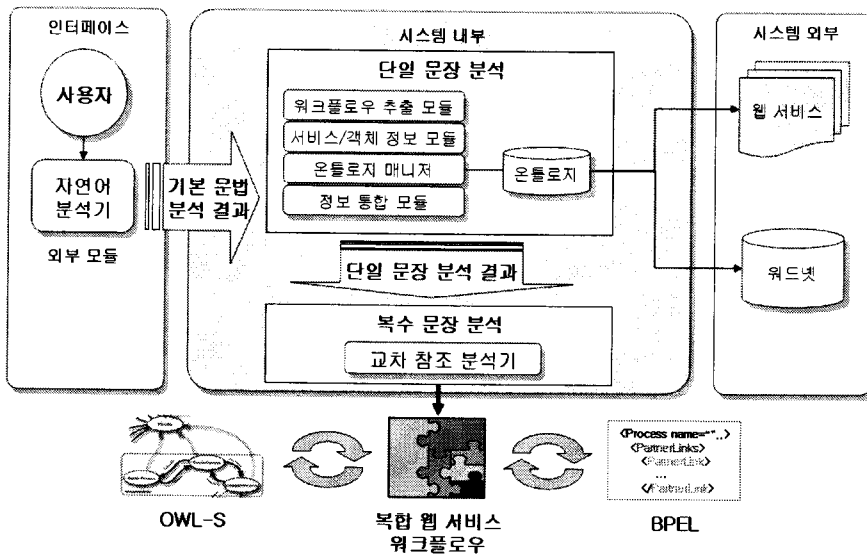 인터페이스
사용자
자연어
분석기
외부 모듈
기본 문법
분석 결과
시스템 내부
단일 문장 분석
워크플로우 추출 모듈
서비스/객체 정보 모듈
온톨로지 매니저
정보 통합 모듈
온톨로지
단일 문장 분석 결과
복수 문장 분석
교차 참조 분석기
시스템 외부
웹 서비스
워드넷
OWL-S
복합 웹 서비스
워크플로우
<Process name=""..>
<PartnerLinks>
<PartnerLink>
...
</PartnerLink>
BPEL